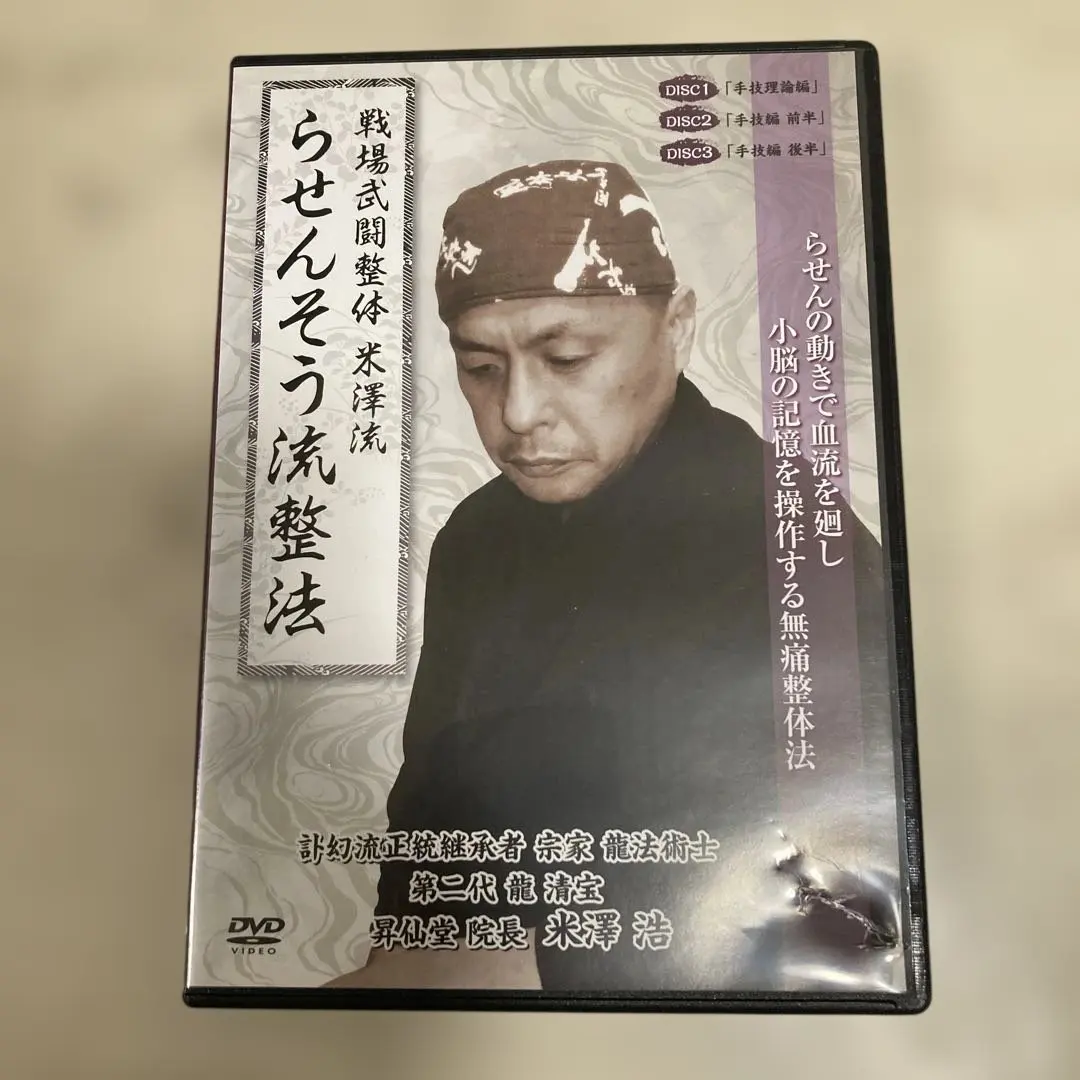 戦場武闘整体 米澤流
らせんそう流整法
DISC1「手技理論編」
DISC2「手技編 前半」
DISC3「手技編 後半」
らせんの動きで血流を廻し
小脳の記憶を操作する無痛整体法
訃幻流正統継承者 宗家 龍法術士
第二代 龍 清宝
昇仙堂 院長 米澤 浩
DVD
VIDEO